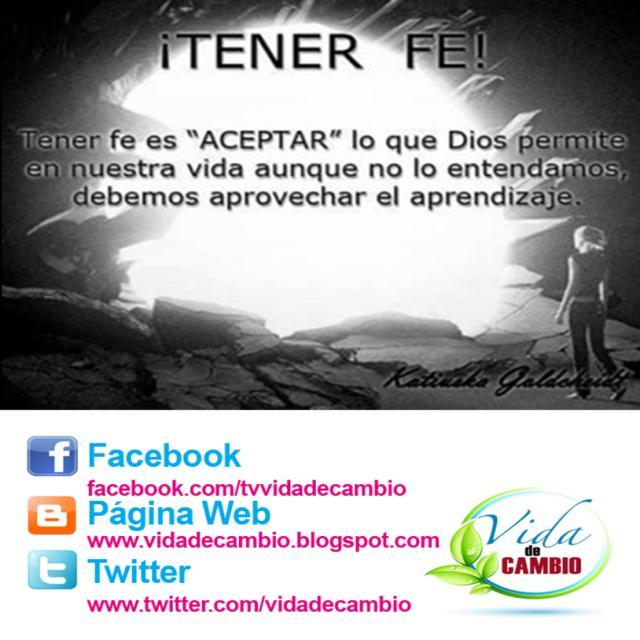 ¡TENER FE!
Tener fe es "ACEPTAR" lo que Dios permite
en nuestra vida aunque no lo entendamos,
debemos aprovechar el aprendizaje.
Katiuska Goldcheidt
Facebook
facebook.com/tvvidadecambio
Página Web
www.vidadecambio.blogspot.com
Twitter
www.twitter.com/vidadecambio
Vida
de
CAMBIO